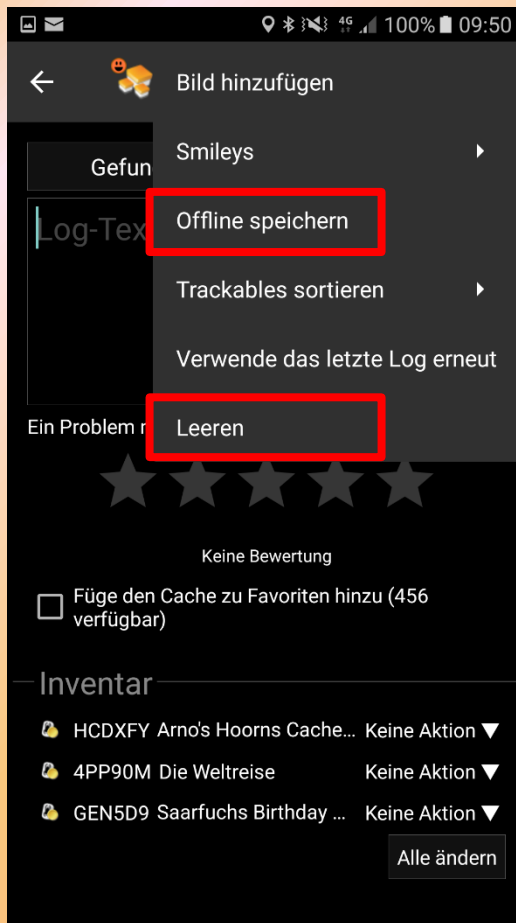 4G 100% 09:50
Bild hinzufügen
Smileys
Gefun
Offline speichern
Log-Tex
Trackables sortieren
Verwende das letzte Log erneut
Ein Problem
Leeren
Keine Bewertung
Füge den Cache zu Favoriten hinzu (456
verfügbar)
Inventar
HCDXFY Arno's Hoorns Cache... Keine Aktion
4PP90M Die Weltreise Keine Aktion
GEN5D9 Saarfuchs Birthday ... Keine Aktion
Alle ändern